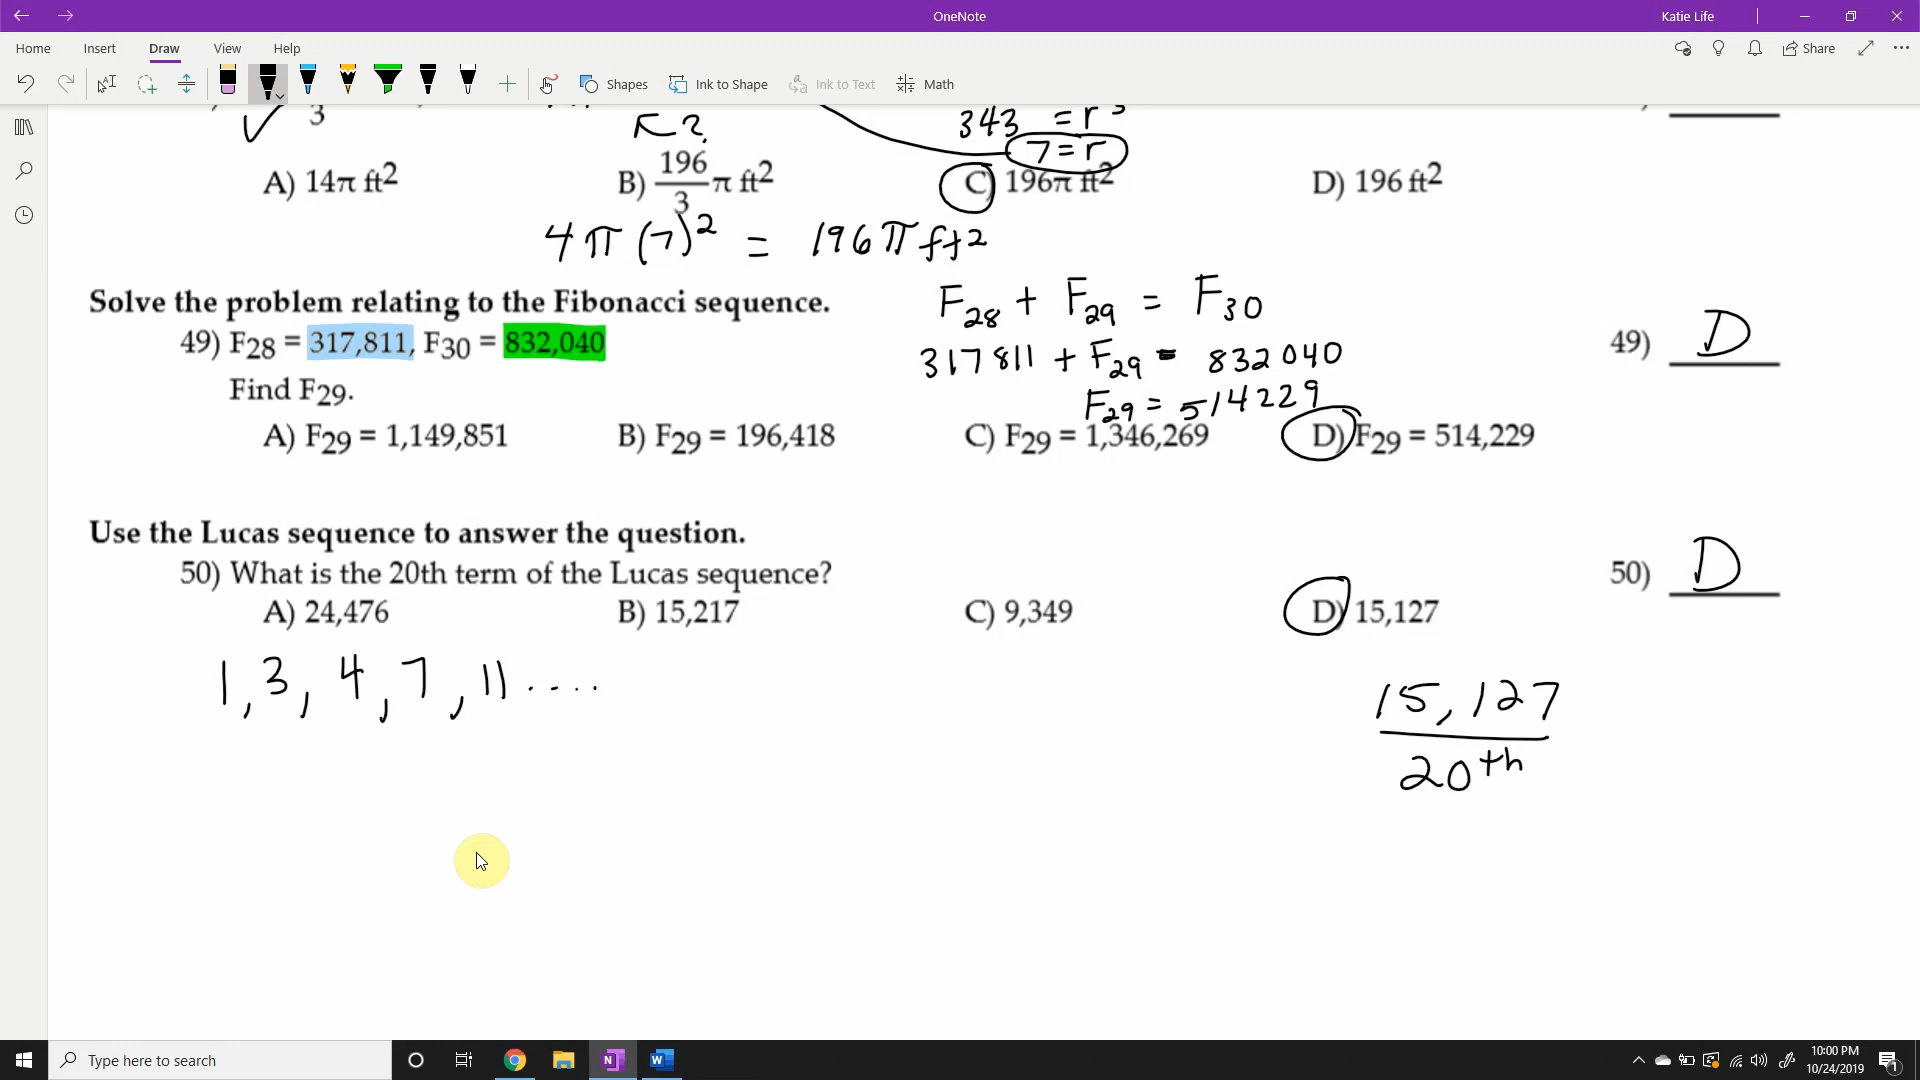 OneNote
Katie Life
Home Insert Draw View Help
Share
Shapes Ink to Shape Ink to Text Math
3
K ?
343 = r³
7 = r
A) 14π ft2 B) 196/3 π ft2 C) 196π ft2 D) 196 ft2
4π(7)² = 196π ft²
Solve the problem relating to the Fibonacci sequence.
F28 + F29 = F30
49) F28 = 317,811, F30 = 832,040
317811 + F29 = 832040
49) D
Find F29.
F29 = 514229
A) F29 = 1,149,851 B) F29 = 196,418 C) F29 = 1,346,269 D) F29 = 514,229
Use the Lucas sequence to answer the question.
50) What is the 20th term of the Lucas sequence?
50) D
A) 24,476 B) 15,217 C) 9,349 D) 15,127
1, 3, 4, 7, 11 ....
15,127
20th
Type here to search
10:00 PM
10/24/2019